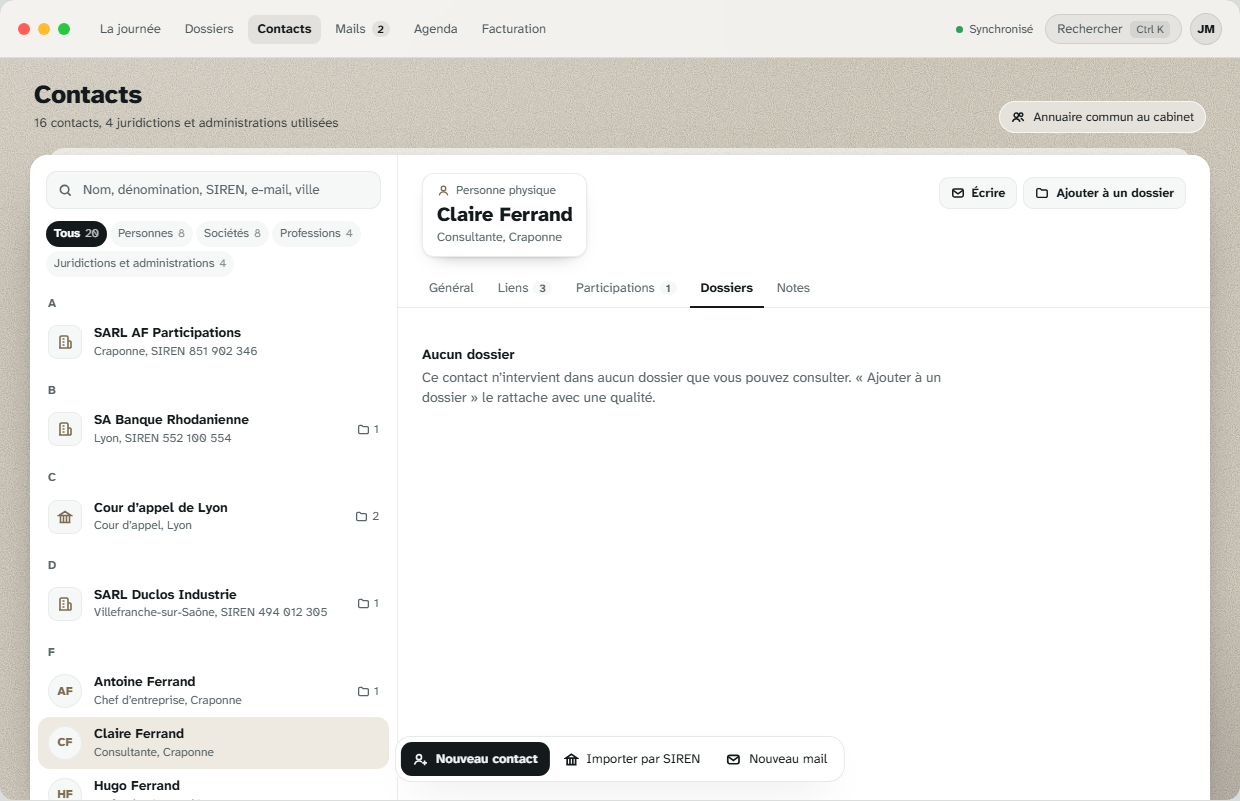 La journée Dossiers Contacts Mails 2 Agenda Facturation
Synchronisé Rechercher Ctrl K JM
Contacts
16 contacts, 4 juridictions et administrations utilisées
Annuaire commun au cabinet
Nom, dénomination, SIREN, e-mail, ville
Tous 20 Personnes 8 Sociétés 8 Professions 4
Juridictions et administrations 4
A
SARL AF Participations
Craponne, SIREN 851 902 346
B
SA Banque Rhodanienne
Lyon, SIREN 552 100 554
1
C
Cour d’appel de Lyon
Cour d’appel, Lyon
2
D
SARL Duclos Industrie
Villefranche-sur-Saône, SIREN 494 012 305
1
F
AF
Antoine Ferrand
Chef d’entreprise, Craponne
1
CF
Claire Ferrand
Consultante, Craponne
HF
Hugo Ferrand
Personne physique
Claire Ferrand
Consultante, Craponne
Écrire Ajouter à un dossier
Général Liens 3 Participations 1 Dossiers Notes
Aucun dossier
Ce contact n’intervient dans aucun dossier que vous pouvez consulter. « Ajouter à un
dossier » le rattache avec une qualité.
Nouveau contact Importer par SIREN Nouveau mail